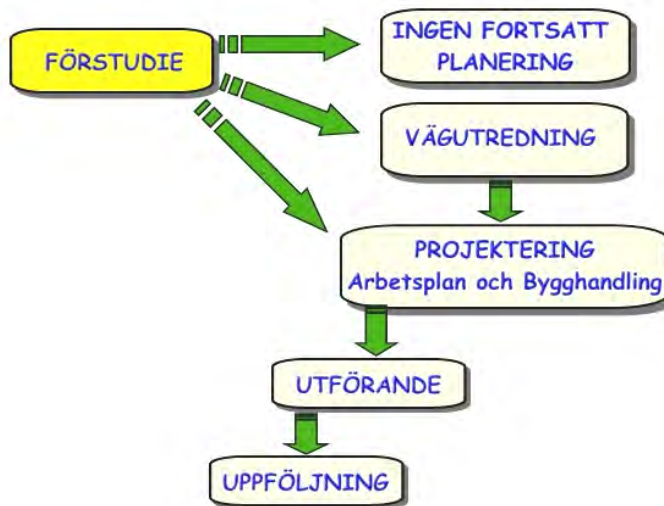 FÖRSTUDIE
INGEN FORTSATT
PLANERING
VÄGUTREDNING
PROJEKTERING
Arbetsplan och Bygghandling
UTFÖRANDE
UPPFÖLJNING